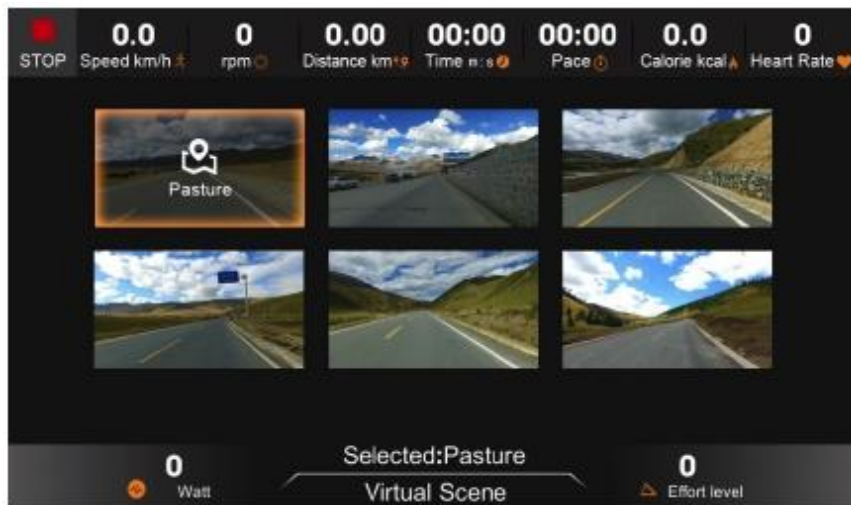 0.0 0 0.00 00:00 00:00 0.0 0
STOP Speed km/h rpm Distance km Time m:s Pace Calorie kcal Heart Rate
Pasture
Selected:Pasture
0 0
Watt Virtual Scene Effort level